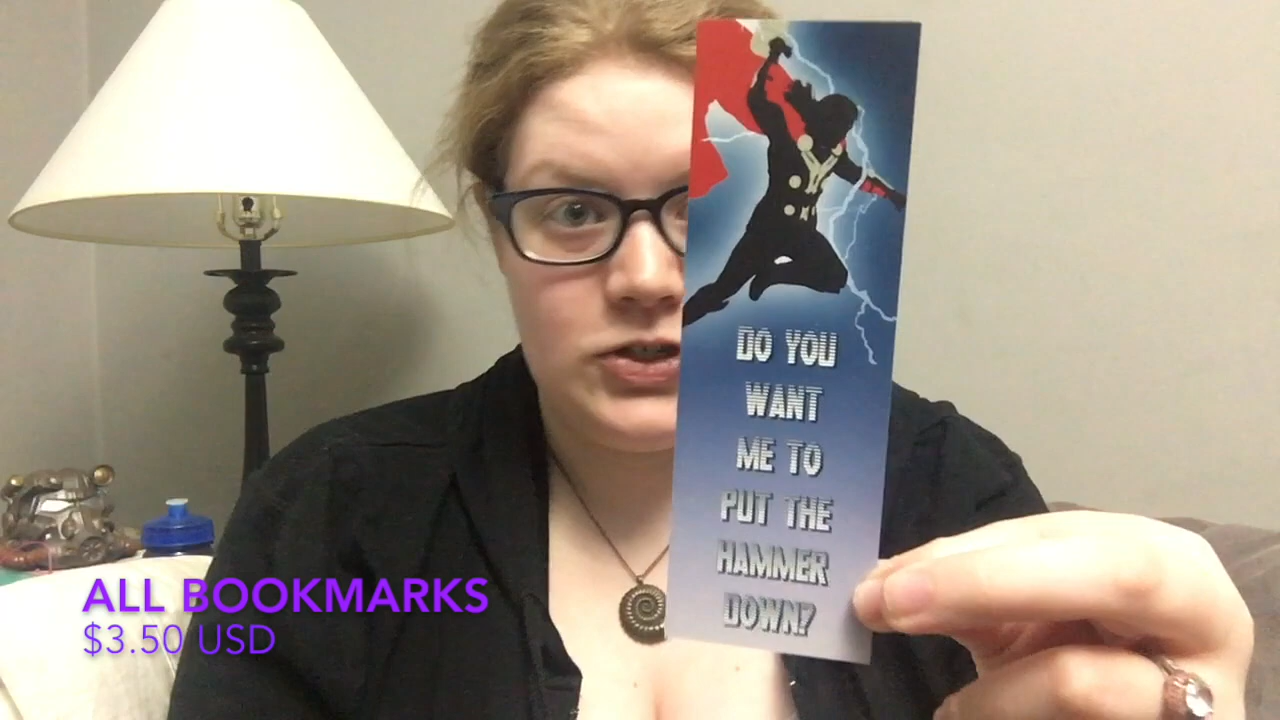 DO YOU
WANT
ME TO
PUT THE
HAMMER
DOWN?
ALL BOOKMARKS
$3.50 USD